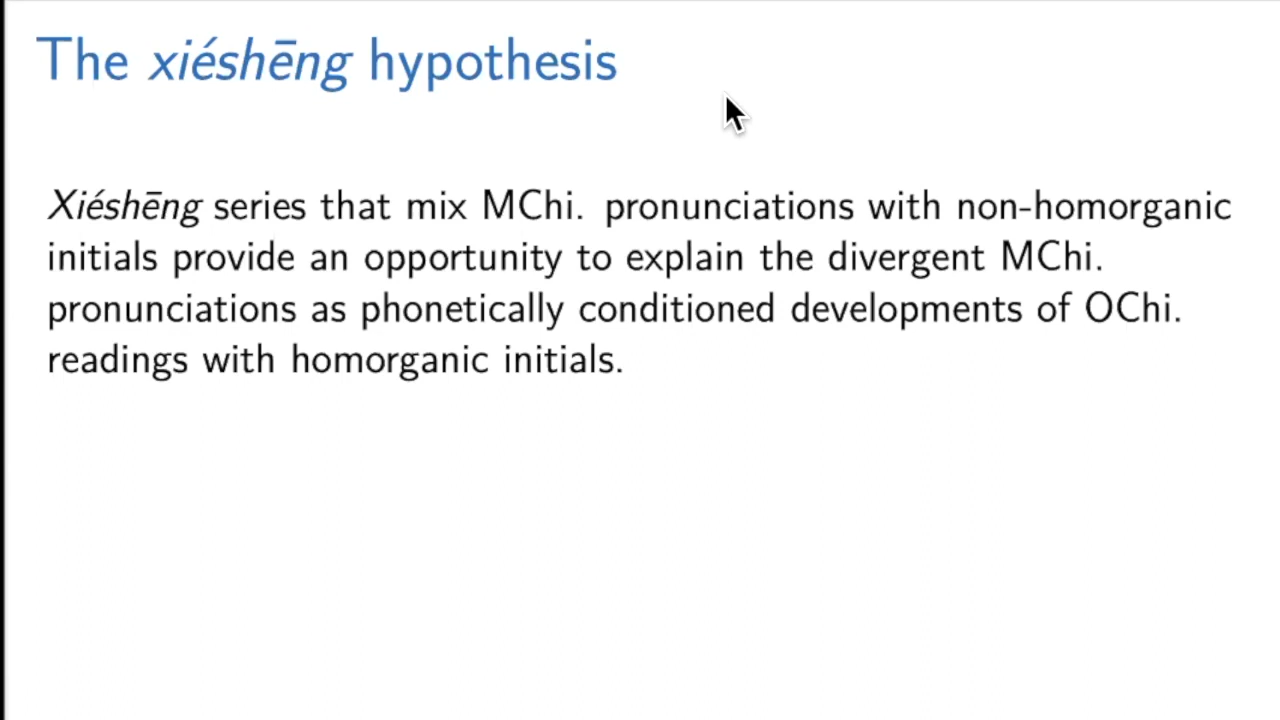 The xiéshēng hypothesis
Xiéshēng series that mix MChi. pronunciations with non-homorganic
initials provide an opportunity to explain the divergent MChi.
pronunciations as phonetically conditioned developments of OChi.
readings with homorganic initials.